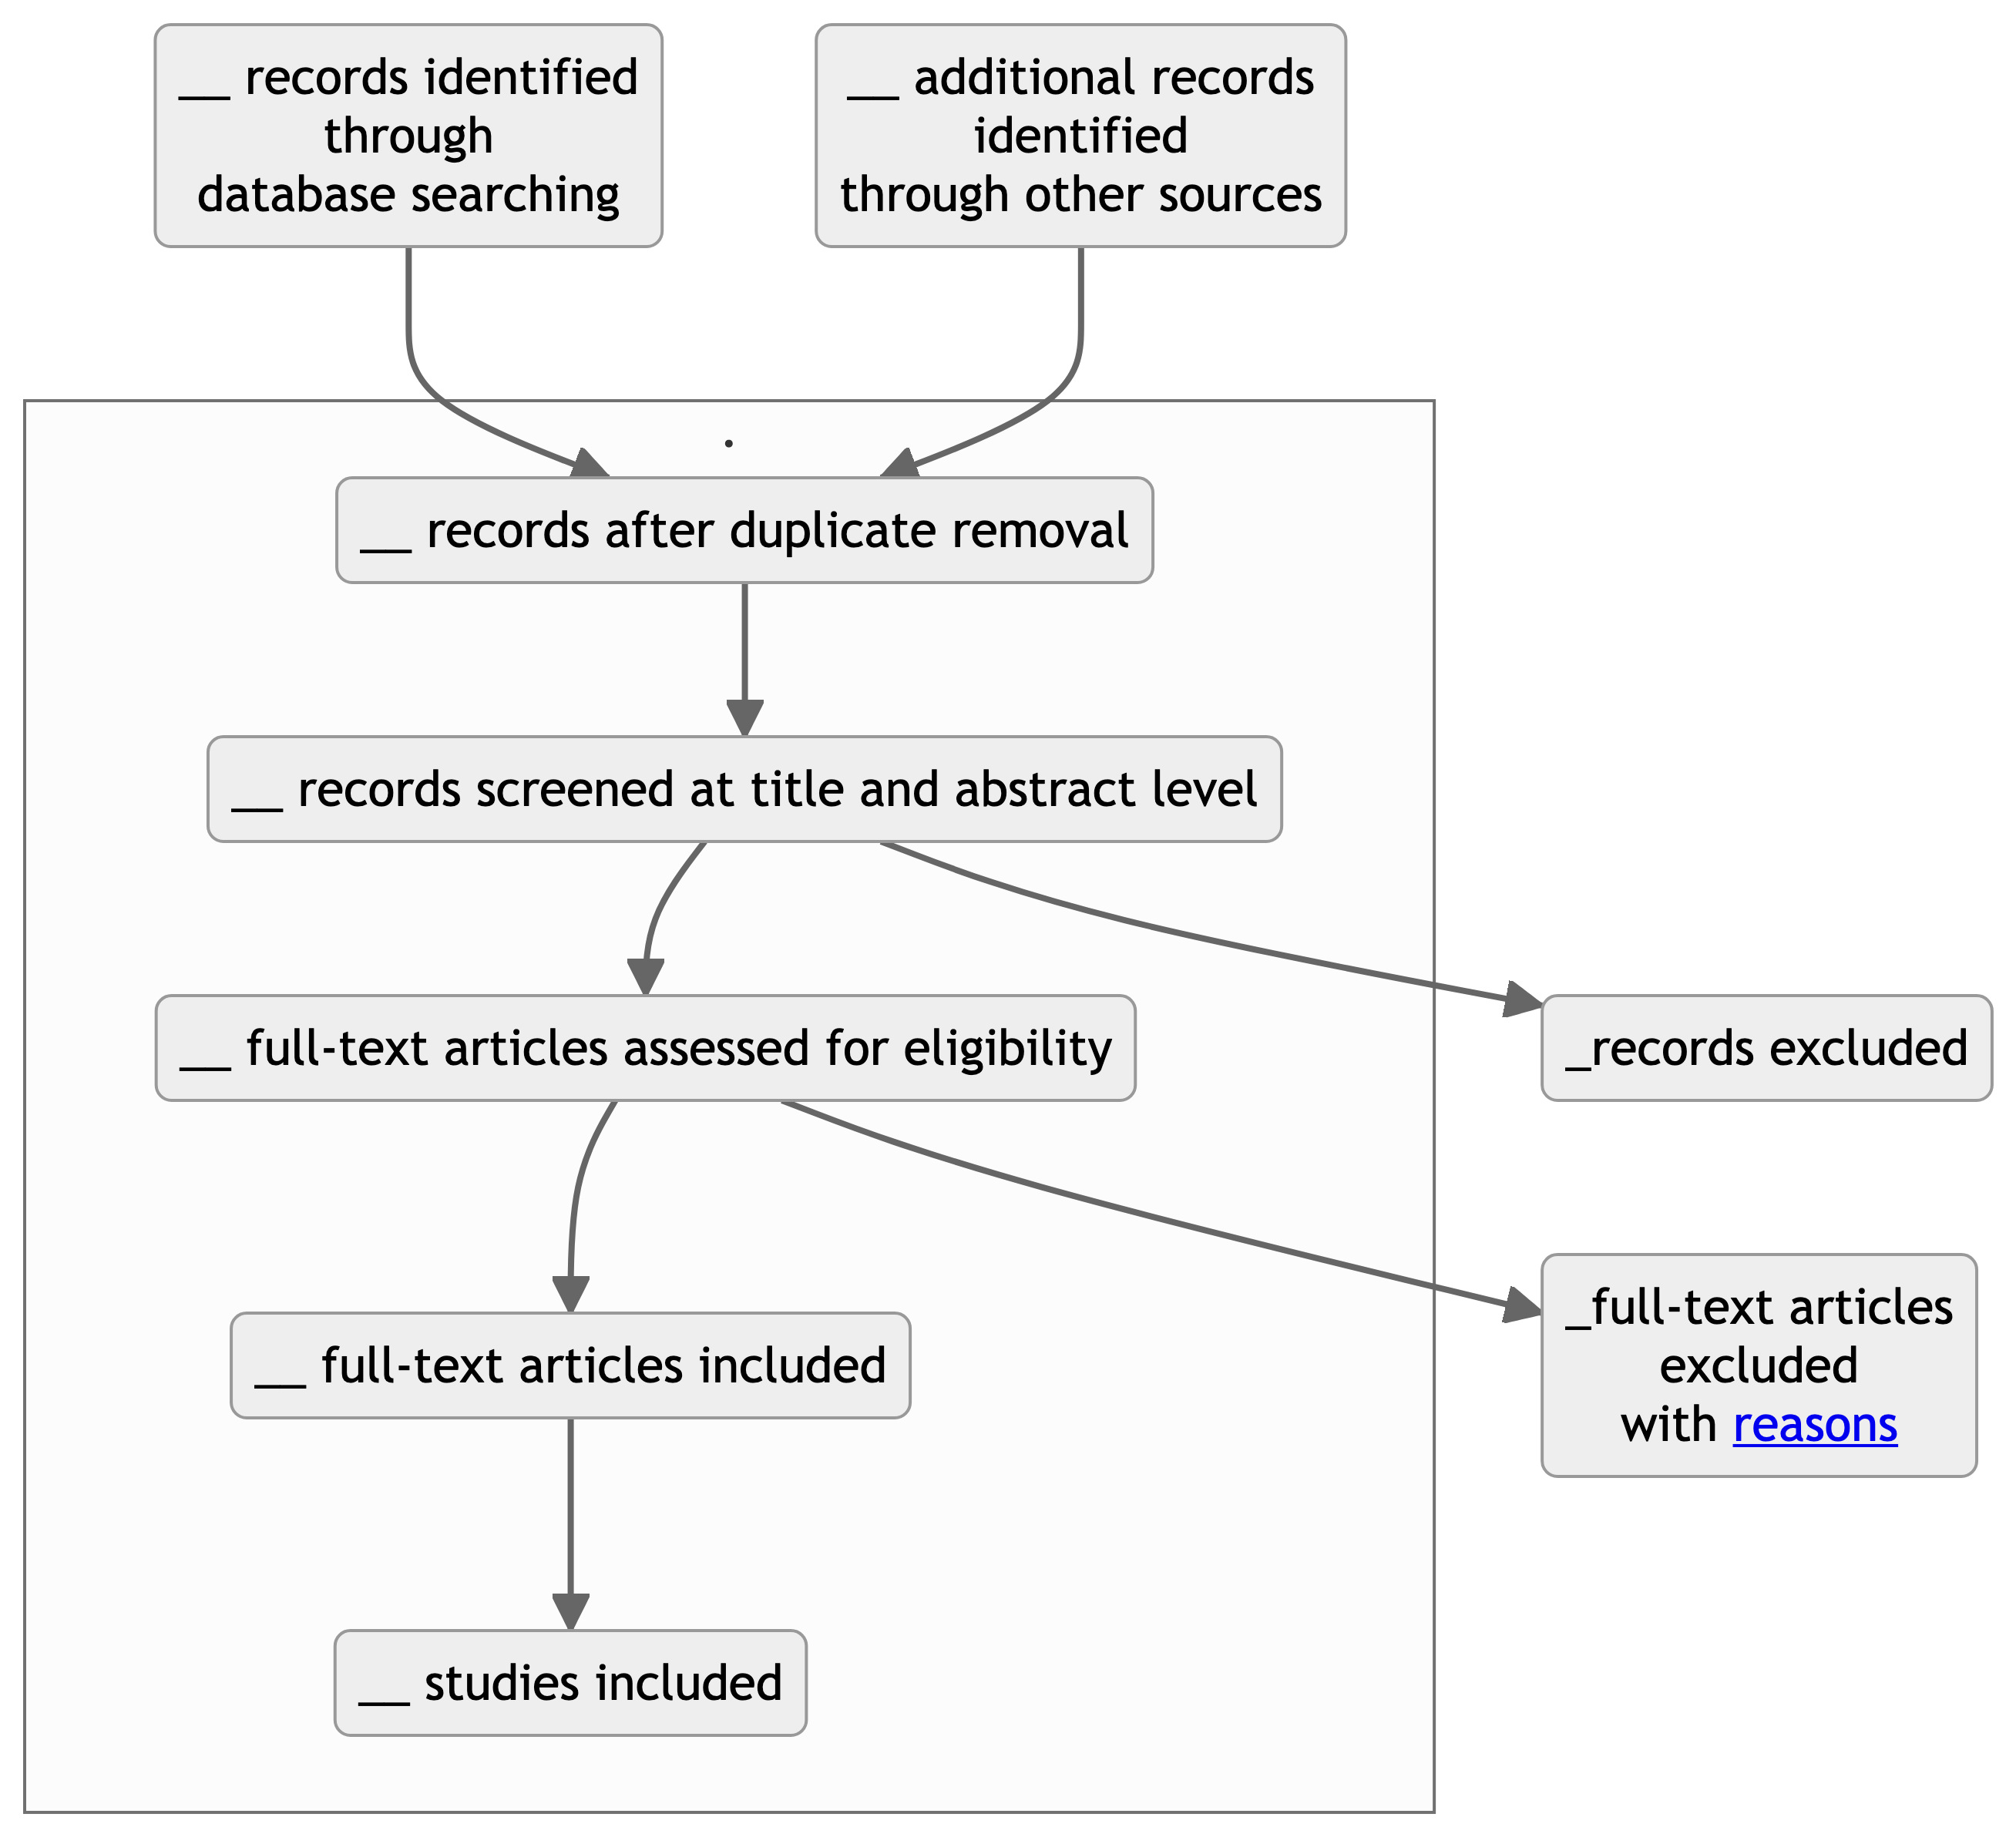 __ records identified
through
database searching
__ additional records
identified
through other sources
.
__ records after duplicate removal
__ records screened at title and abstract level
__ full-text articles assessed for eligibility
_records excluded
__ full-text articles included
_full-text articles
excluded
with reasons
__ studies included